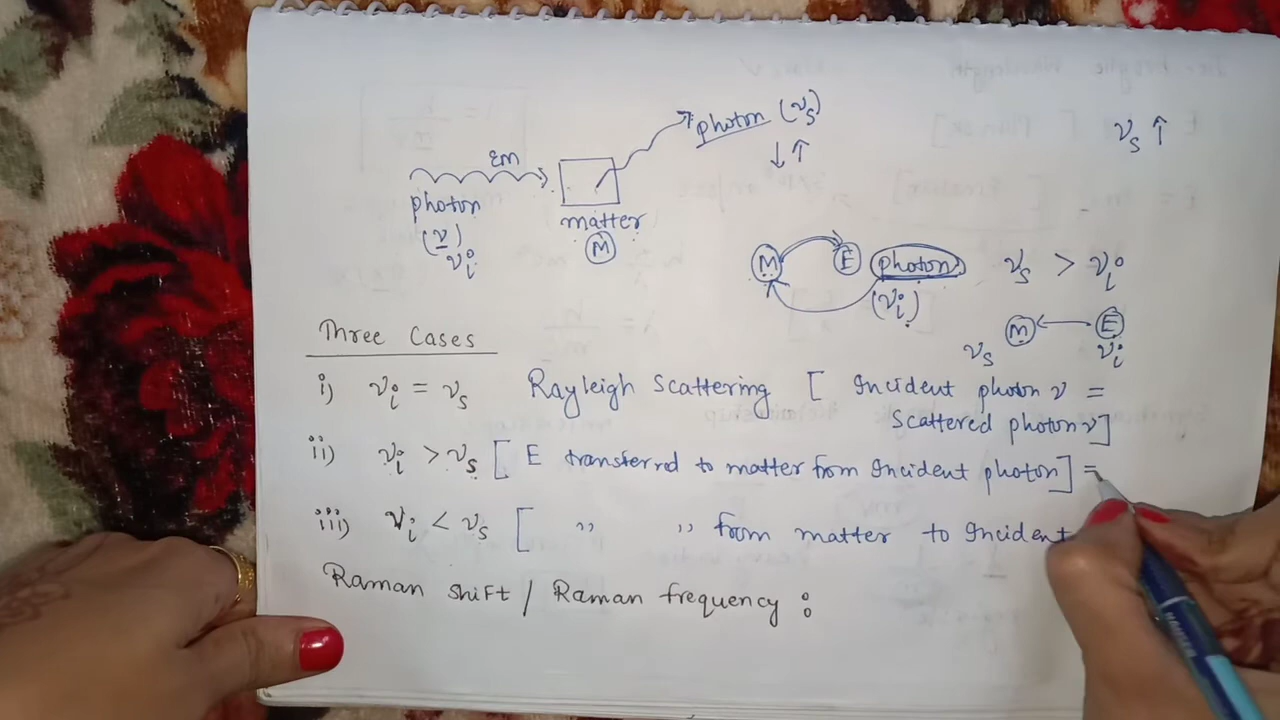 photon (νs)
↓↑
νs ↑
EM
photon
(ν)
νi
matter
M
M E photon
(νi)
νs > νi
M E
νs νi
Three Cases
i) νi = νs Rayleigh Scattering [ Incident photon ν =
Scattered photon ν]
ii) νi > νs [ E transferred to matter from Incident photon] =
iii) νi < νs [ ,, ,, from matter to Incident
Raman Shift / Raman frequency :